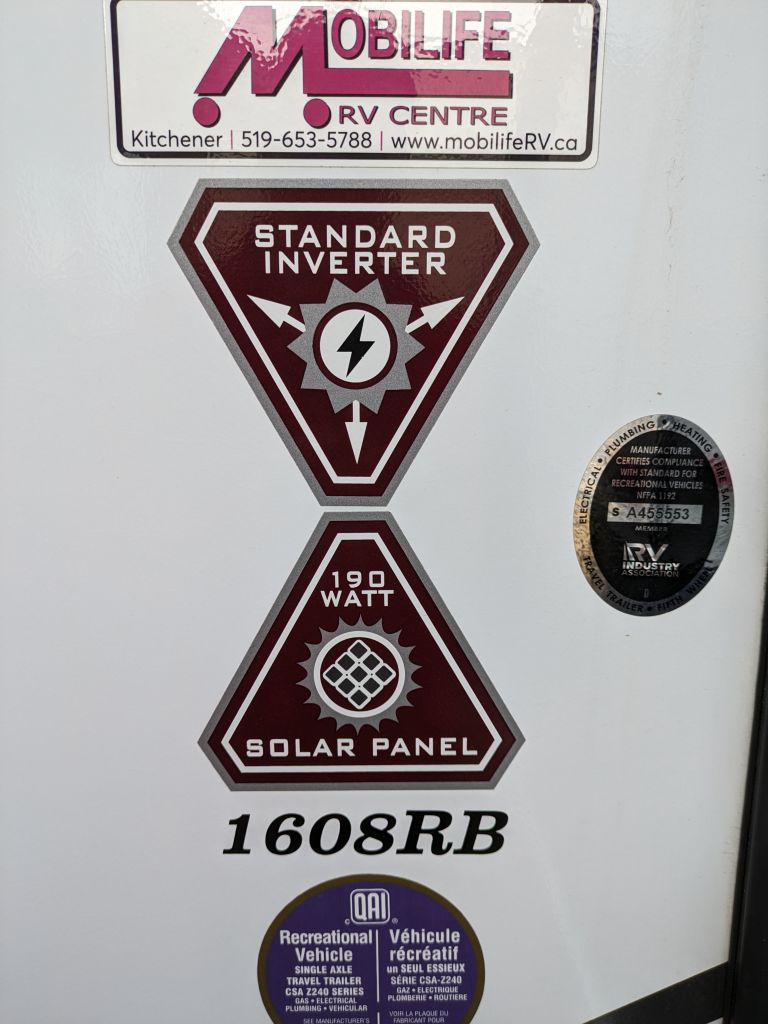 MOBILIFE
RV CENTRE
Kitchener | 519-653-5788 | www.mobilifeRV.ca
STANDARD
INVERTER
190
WATT
SOLAR PANEL
1608RB
ELECTRICAL • PLUMBING • HEATING • FIRE SAFETY
MANUFACTURER
CERTIFIES COMPLIANCE
WITH STANDARD FOR
RECREATIONAL VEHICLES
NFPA 1192
S A455553
MEMBER
RV
INDUSTRY
ASSOCIATION
TRAVEL TRAILER • FIFTH WHEEL
c QAI ®
Recreational
Vehicle
SINGLE AXLE
TRAVEL TRAILER
CSA Z240 SERIES
GAS • ELECTRICAL
PLUMBING • VEHICULAR
SEE MANUFACTURER'S
Véhicule
récréatif
un SEUL ESSIEUX
SÉRIE CSA-Z240
GAZ • ELECTRIQUE
PLOMBERIE • ROUTIERE
VOIR LA PLAQUE DU
FABRICANT POUR